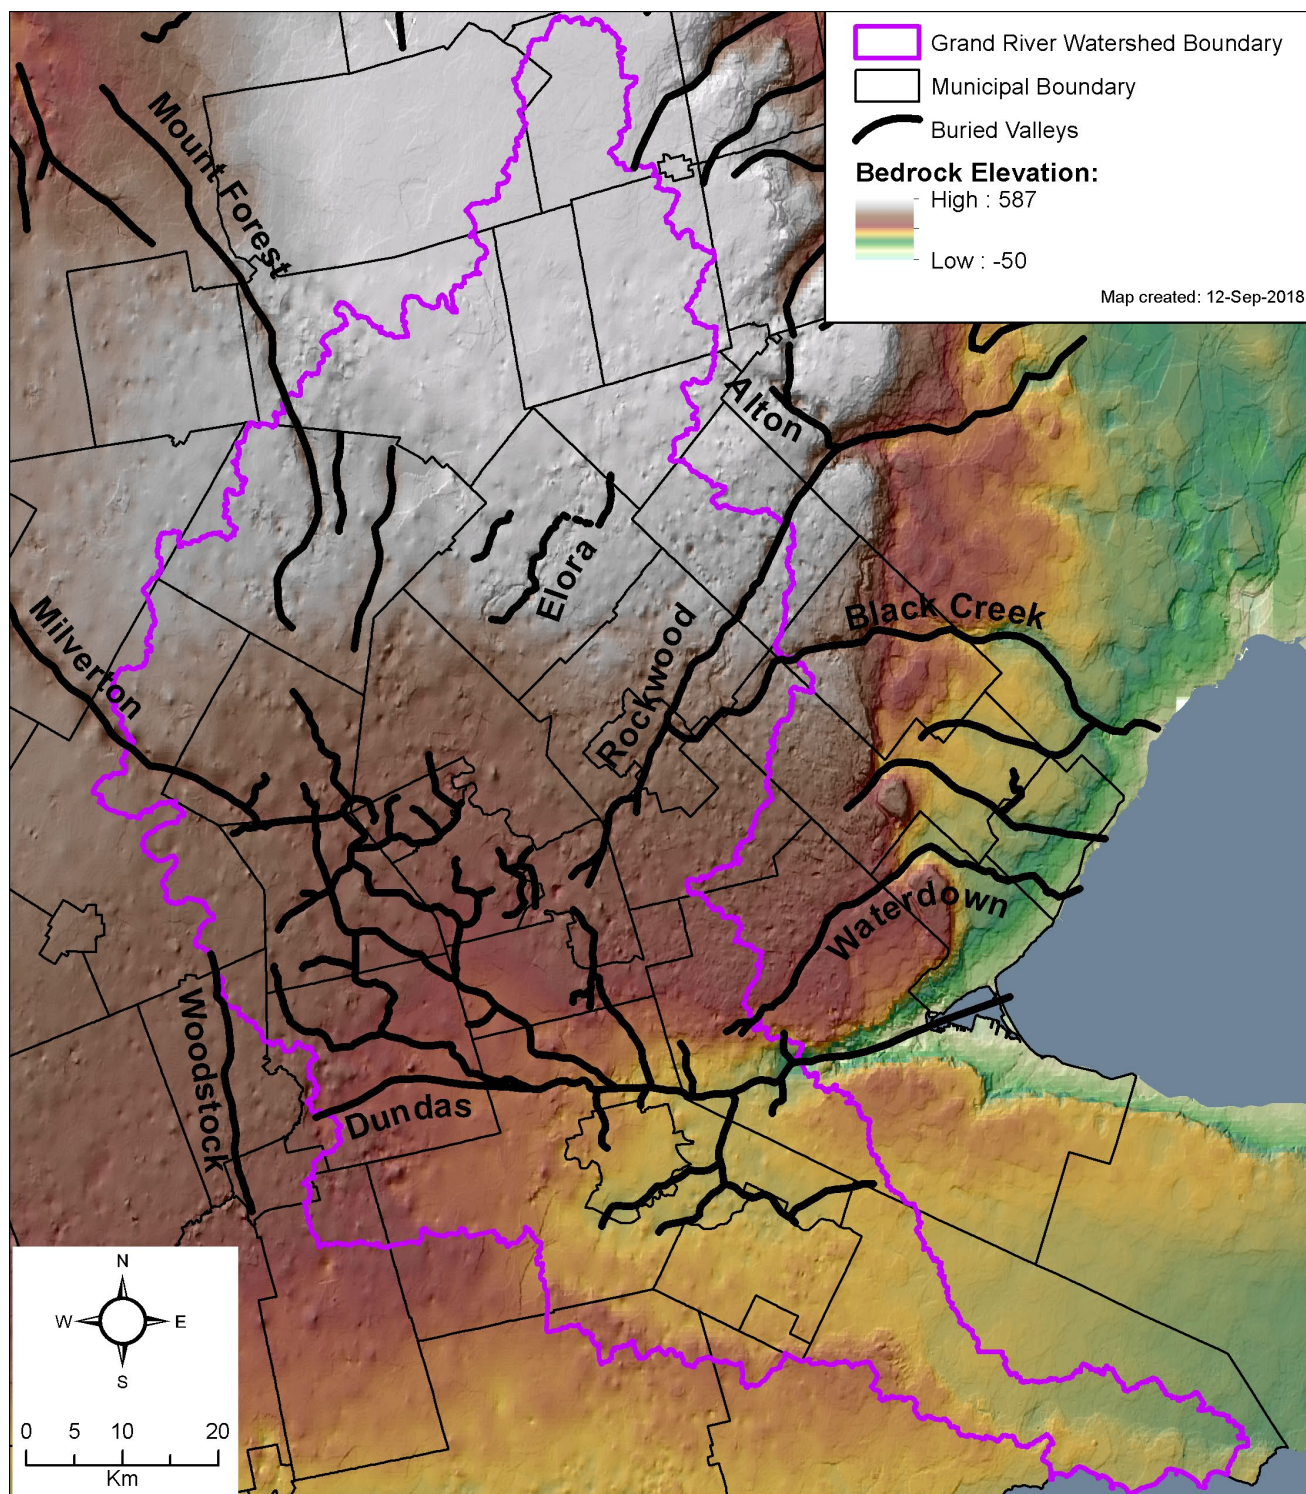 Grand River Watershed Boundary
Municipal Boundary
Buried Valleys
Bedrock Elevation:
High : 587
Low : -50
Map created: 12-Sep-2018
Mount Forest
Alton
Elora
Black Creek
Milverton
Rockwood
Waterdown
Woodstock
Dundas
N
W E
S
0 5 10 20
Km